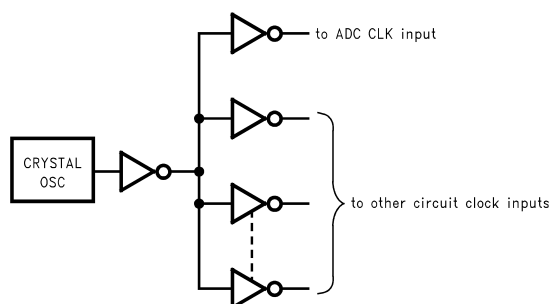 to ADC CLK input
CRYSTAL
OSC
to other circuit clock inputs